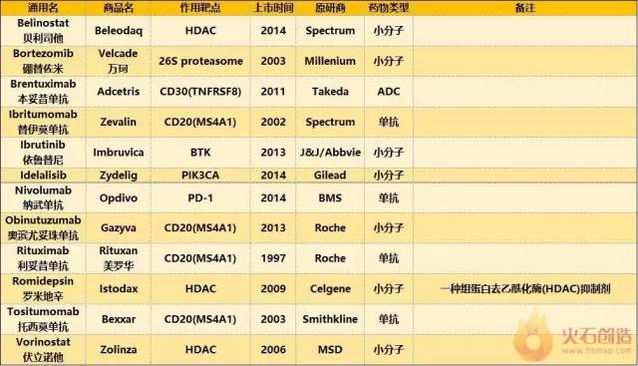 通用名 商品名 作用靶点 上市时间 原研商 药物类型 备注
Belinostat
贝利司他 Beleodaq HDAC 2014 Spectrum 小分子
Bortezomib
硼替佐米 Velcade
万珂 26S proteasome 2003 Millenium 小分子
Brentuximab
本妥昔单抗 Adcetris CD30(TNFRSF8) 2011 Takeda ADC
Ibritumomab
替伊莫单抗 Zevalin CD20(MS4A1) 2002 Spectrum 单抗
Ibrutinib
依鲁替尼 Imbruvica BTK 2013 J&J/Abbvie 小分子
Idelalisib Zydelig PIK3CA 2014 Gilead 小分子
Nivolumab
纳武单抗 Opdivo PD-1 2014 BMS 单抗
Obinutuzumab
奥滨尤妥珠单抗 Gazyva CD20(MS4A1) 2013 Roche 小分子
Rituximab
利妥昔单抗 Rituxan
美罗华 CD20(MS4A1) 1997 Roche 单抗
Romidepsin
罗米地辛 Istodax HDAC 2009 Celgene 小分子 一种组蛋白去乙酰化酶(HDAC)抑制剂
Tositumomab
托西莫单抗 Bexxar CD20(MS4A1) 2003 Smithkline 单抗
Vorinostat
伏立诺他 Zolinza HDAC 2006 MSD 小分子
火石创造
www.hsmap.com